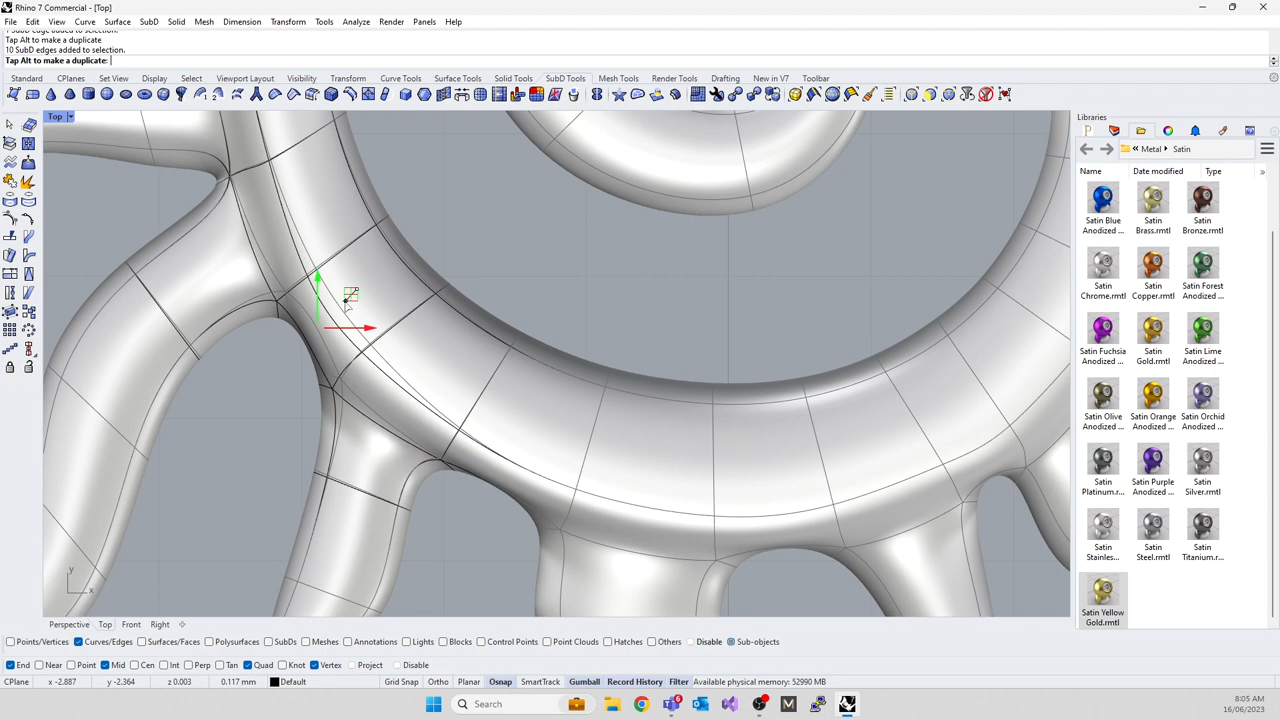 Rhino 7 Commercial - [Top]
File Edit View Curve Surface SubD Solid Mesh Dimension Transform Tools Analyze Render Panels Help
Tap Alt to make a duplicate
10 SubD edges added to selection.
Tap Alt to make a duplicate:
Standard CPlanes Set View Display Select Viewport Layout Visibility Transform Curve Tools Surface Tools Solid Tools SubD Tools Mesh Tools Render Tools Drafting New in V7 Toolbar
Top
Libraries
Metal Satin
Name Date modified Type
Satin Blue Anodized ...
Satin Brass.rmtl
Satin Bronze.rmtl
Satin Chrome.rmtl
Satin Copper.rmtl
Satin Forest Anodized ...
Satin Fuchsia Anodized ...
Satin Gold.rmtl
Satin Lime Anodized ...
Satin Olive Anodized ...
Satin Orange Anodized ...
Satin Orchid Anodized ...
Satin Platinum.r...
Satin Purple Anodized ...
Satin Silver.rmtl
Satin Stainles...
Satin Steel.rmtl
Satin Titanium.r...
Satin Yellow Gold.rmtl
y
x
Perspective Top Front Right
Points/Vertices Curves/Edges Surfaces/Faces Polysurfaces SubDs Meshes Annotations Lights Blocks Control Points Point Clouds Hatches Others Disable Sub-objects
End Near Point Mid Cen Int Perp Tan Quad Knot Vertex Project Disable
CPlane x -2.887 y -2.364 z 0.003 0.117 mm Default Grid Snap Ortho Planar Osnap SmartTrack Gumball Record History Filter Available physical memory: 52990 MB
Search
8:05 AM
16/06/2023